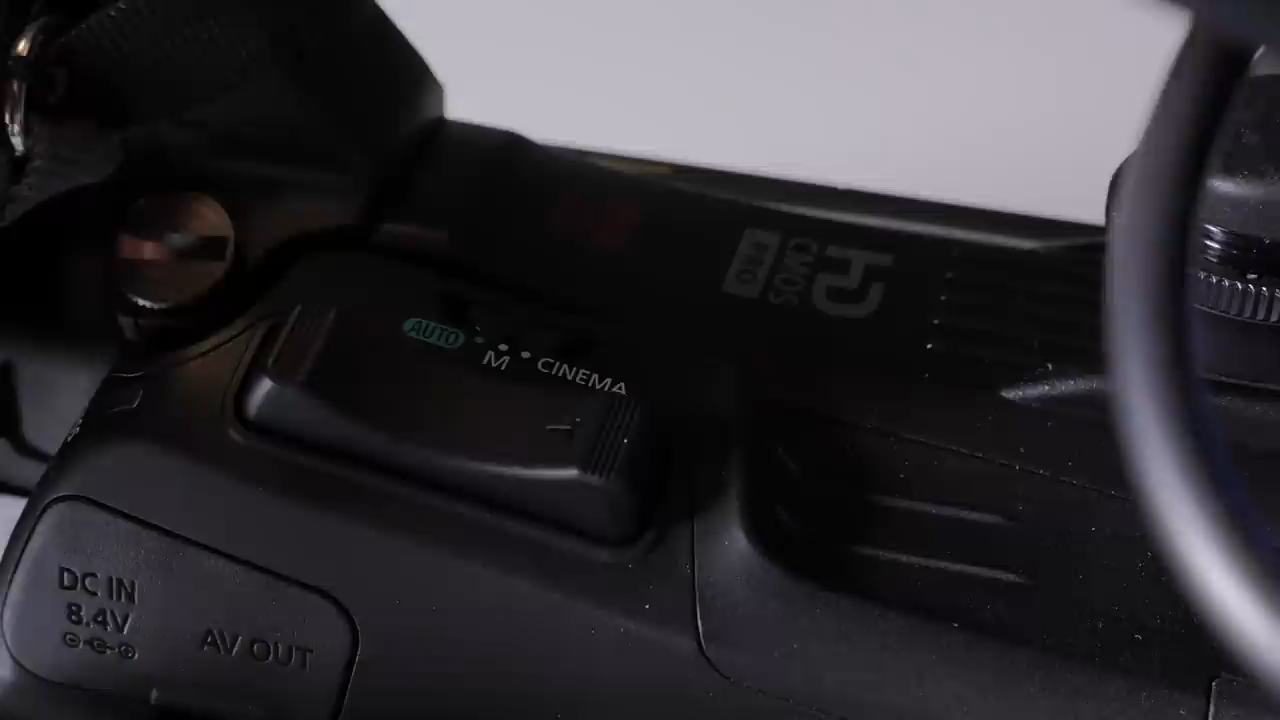 AUTO
M
CINEMA
HD
CMOS
PRO
DC IN
8.4V
AV OUT